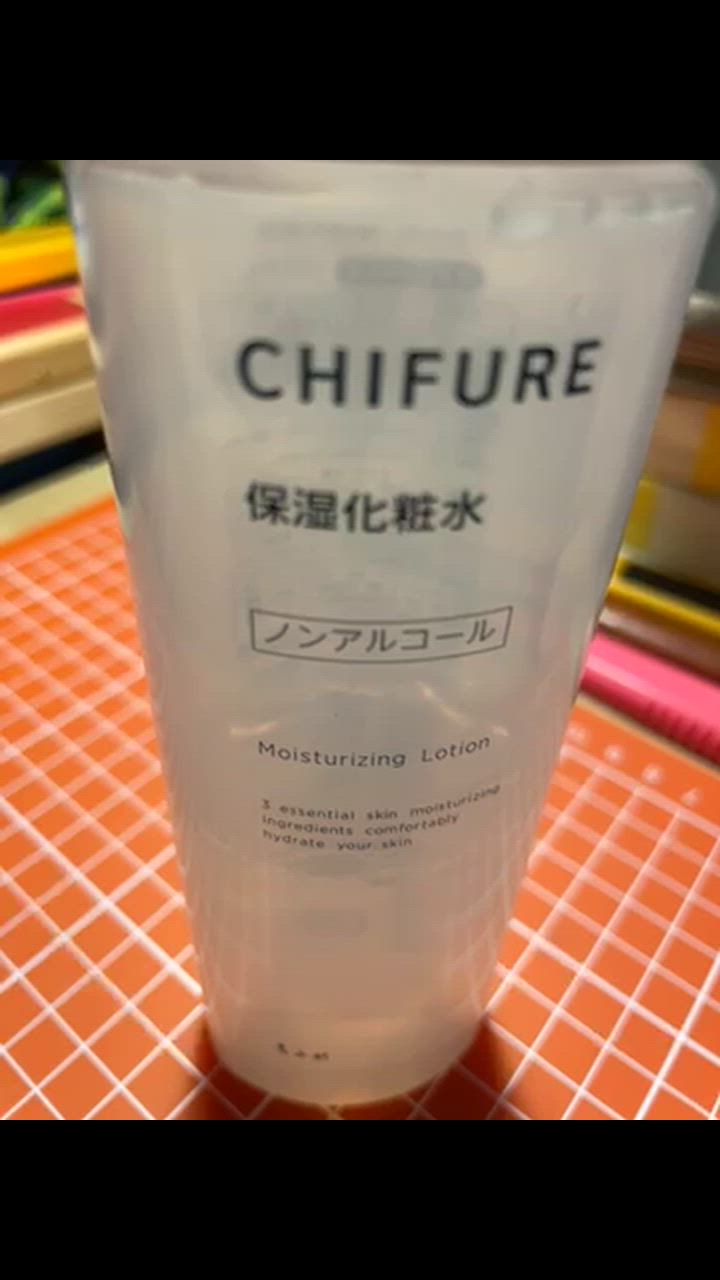 CHIFURE
保湿化粧水
ノンアルコール
Moisturizing Lotion
3 essential skin moisturizing
ingredients comfortably
hydrate your skin